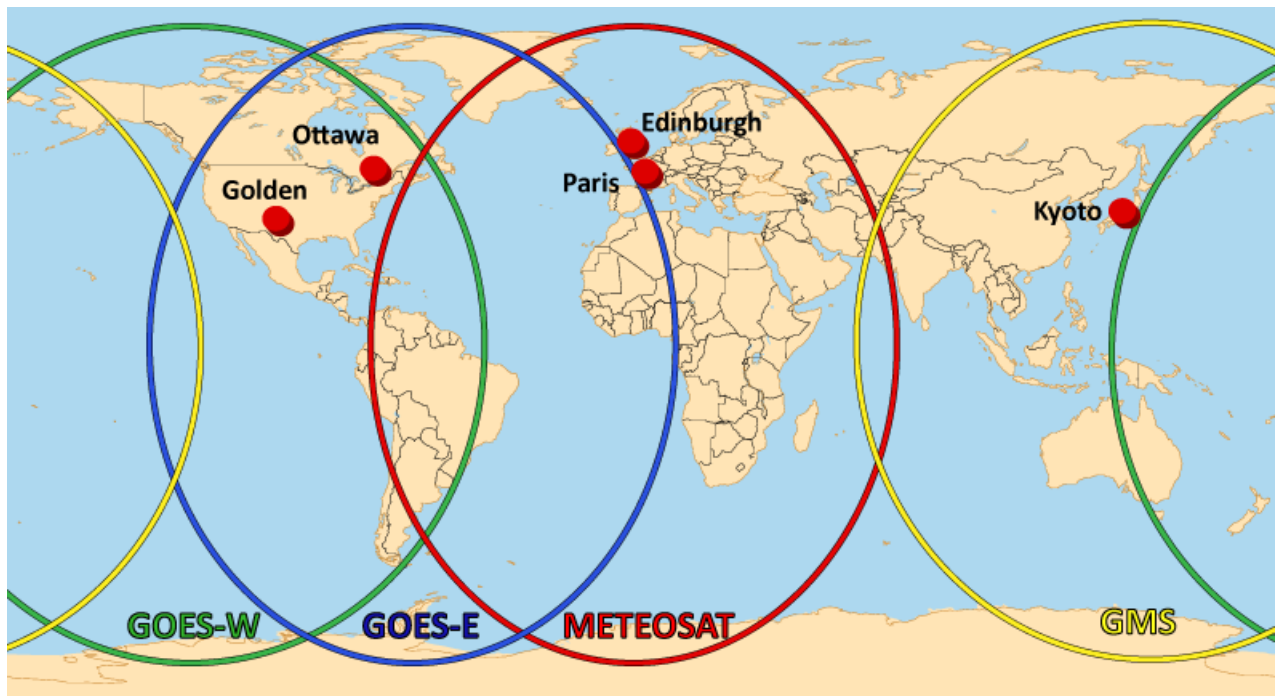 Edinburgh
Ottawa
Paris
Golden
Kyoto
GOES-W
GOES-E
METEOSAT
GMS